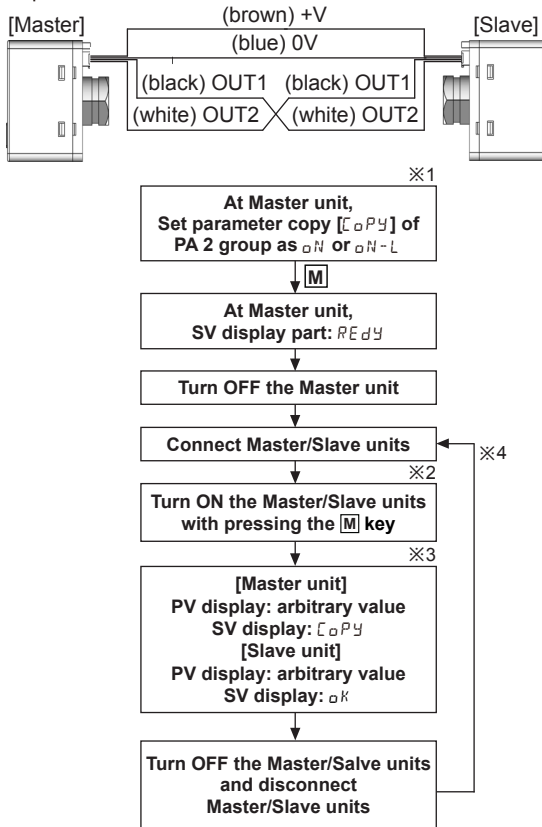 (brown) +V
[Master]
[Slave]
(blue) 0V
(black) OUT1 (black) OUT1
(white) OUT2 (white) OUT2
※1
At Master unit,
Set parameter copy [CoPY] of
PA 2 group as oN or oN-L
M
At Master unit,
SV display part: REdY
Turn OFF the Master unit
Connect Master/Slave units
※4
※2
Turn ON the Master/Slave units
with pressing the M key
※3
[Master unit]
PV display: arbitrary value
SV display: CoPY
[Slave unit]
PV display: arbitrary value
SV display: oK
Turn OFF the Master/Salve units
and disconnect
Master/Slave units